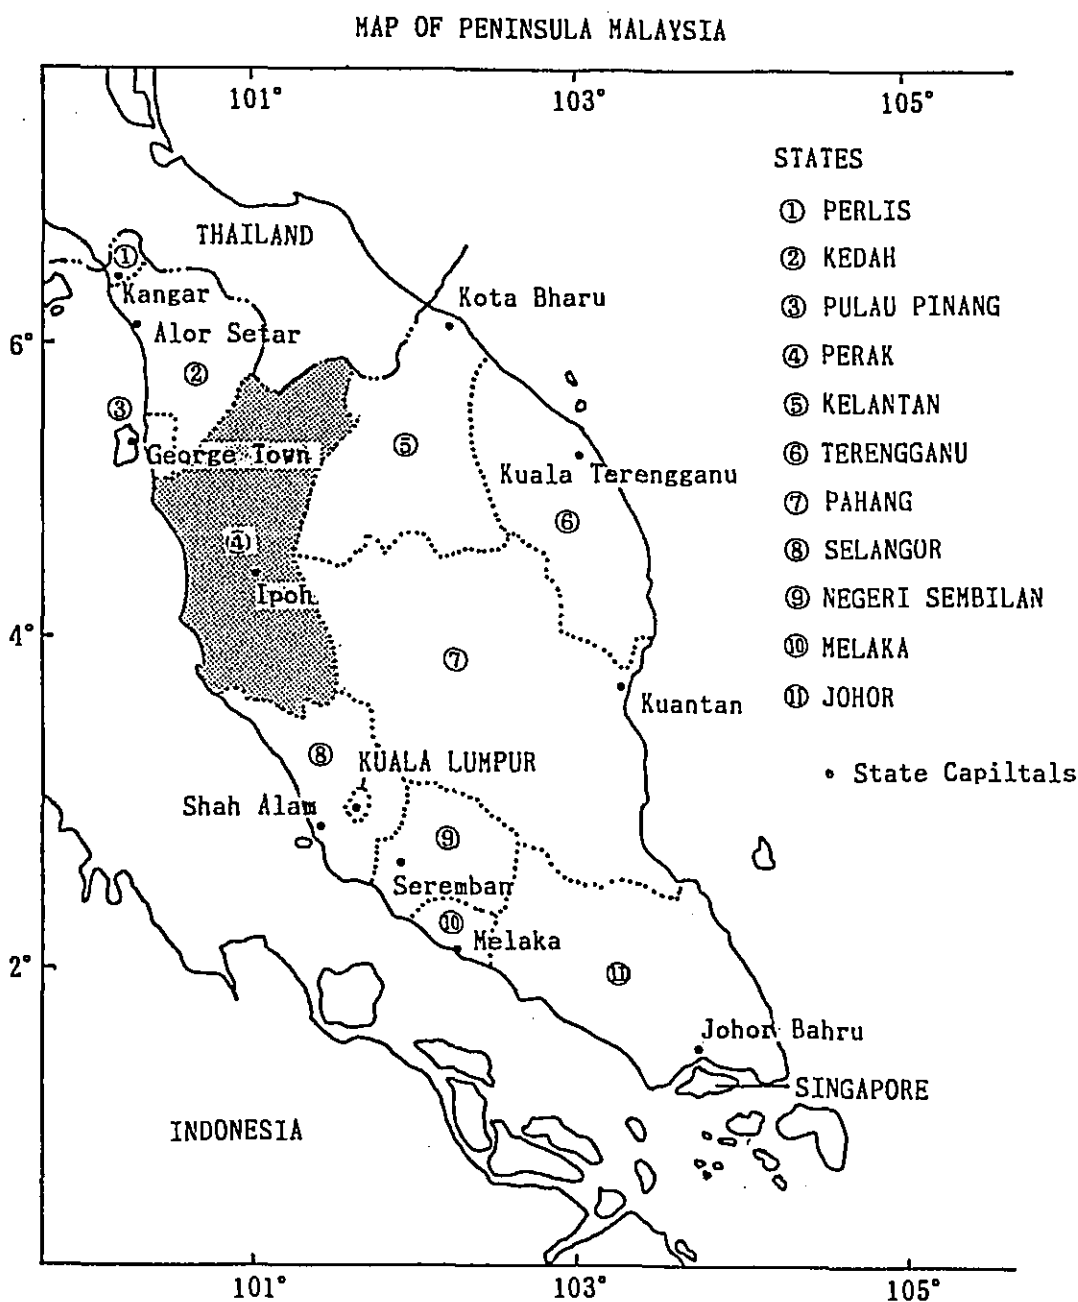 MAP OF PENINSULA MALAYSIA
101° 103° 105°
STATES
① PERLIS
② KEDAH
③ PULAU PINANG
④ PERAK
⑤ KELANTAN
⑥ TERENGGANU
⑦ PAHANG
⑧ SELANGOR
⑨ NEGERI SEMBILAN
⑩ MELAKA
⑪ JOHOR
• State Capiltals
THAILAND
①
Kangar
Kota Bharu
Alor Setar
6°
②
③
⑤
George Town
Kuala Terengganu
⑥
④
Ipoh
4°
⑦
Kuantan
⑧
KUALA LUMPUR
Shah Alam
⑨
Seremban
⑩
Melaka
2°
⑪
Johor Bahru
SINGAPORE
INDONESIA
101° 103° 105°